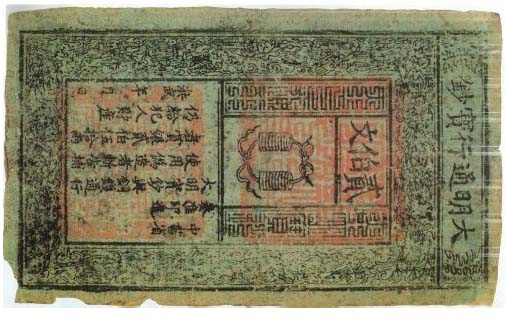 大明通行寶鈔
貳佰文
中書省
奏准印造
大明寶鈔與銅錢通行
使用偽造者斬告捕
者賞銀貳佰伍拾兩
仍給犯人財產
洪武 年 月 日